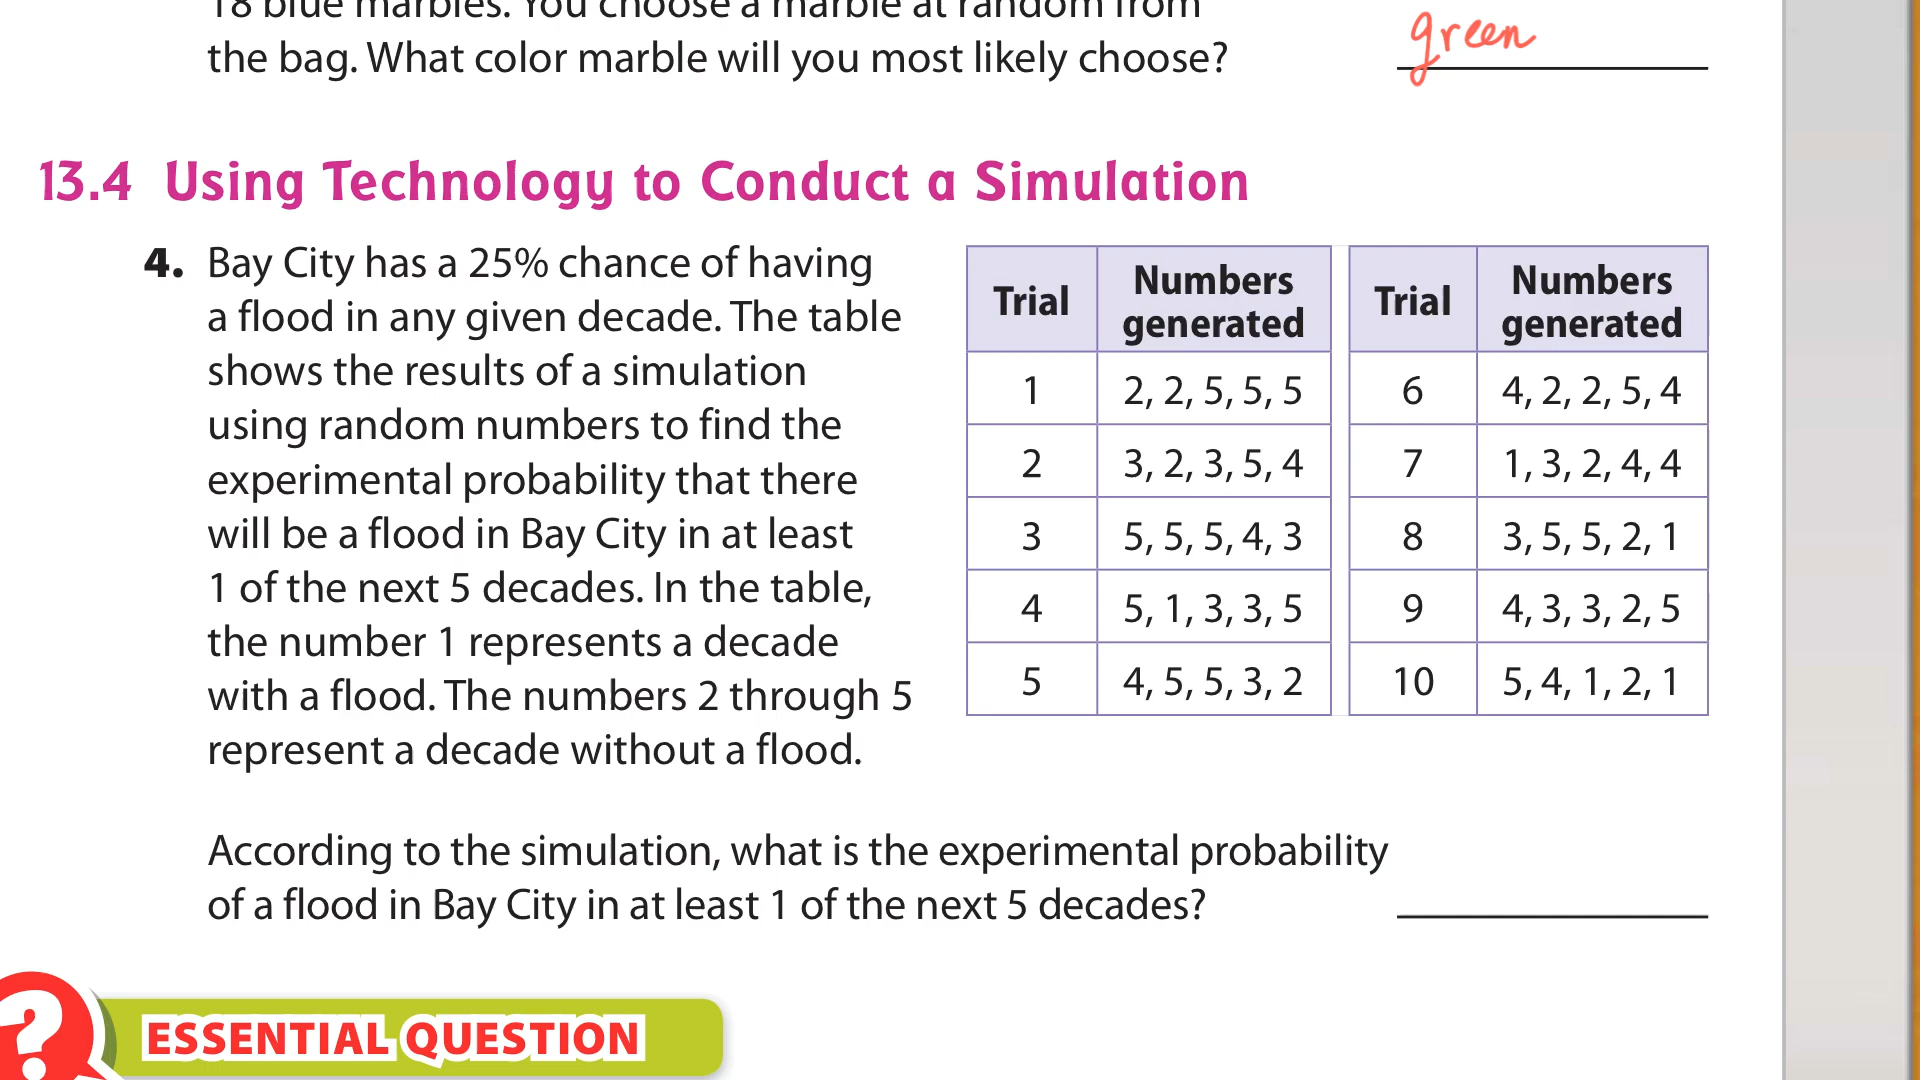 18 blue marbles. You choose a marble at random from
the bag. What color marble will you most likely choose?
green
13.4 Using Technology to Conduct a Simulation
4. Bay City has a 25% chance of having
a flood in any given decade. The table
shows the results of a simulation
using random numbers to find the
experimental probability that there
will be a flood in Bay City in at least
1 of the next 5 decades. In the table,
the number 1 represents a decade
with a flood. The numbers 2 through 5
represent a decade without a flood.
Trial Numbers generated Trial Numbers generated
1 2, 2, 5, 5, 5 6 4, 2, 2, 5, 4
2 3, 2, 3, 5, 4 7 1, 3, 2, 4, 4
3 5, 5, 5, 4, 3 8 3, 5, 5, 2, 1
4 5, 1, 3, 3, 5 9 4, 3, 3, 2, 5
5 4, 5, 5, 3, 2 10 5, 4, 1, 2, 1
According to the simulation, what is the experimental probability
of a flood in Bay City in at least 1 of the next 5 decades?
? ESSENTIAL QUESTION